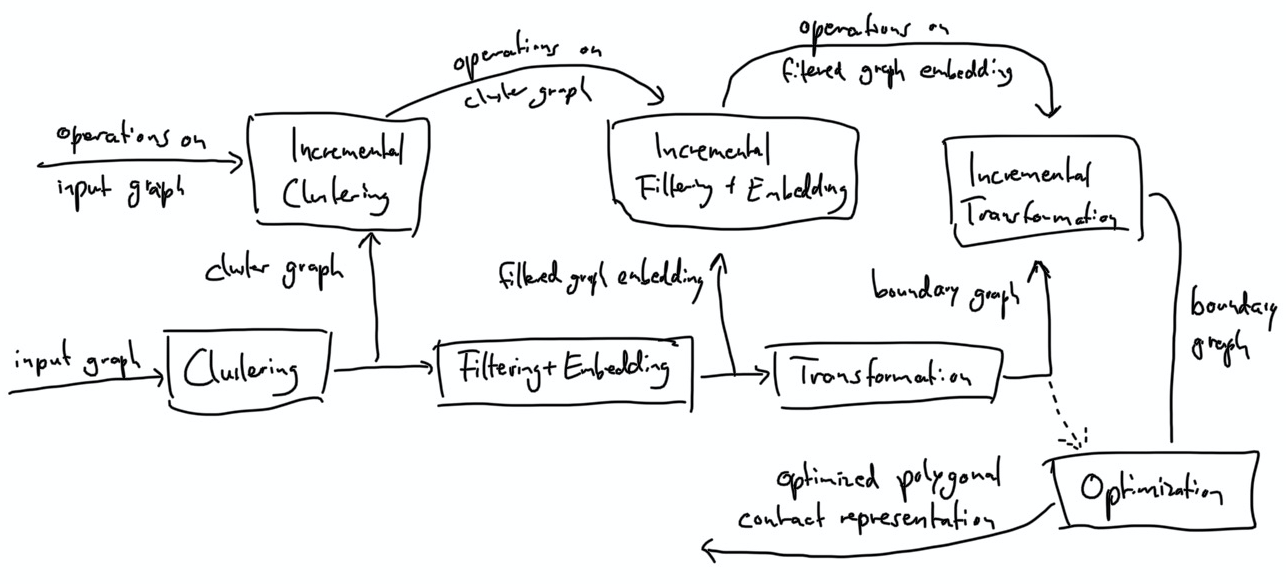 operations on
cluster graph
operations on
filtered graph embedding
operations on
input graph
Incremental
Clustering
Incremental
Filtering + Embedding
Incremental
Transformation
cluster graph
filtered graph embedding
boundary graph
boundary
graph
input graph
Clustering
Filtering + Embedding
Transformation
Optimization
optimized polygonal
contact representation